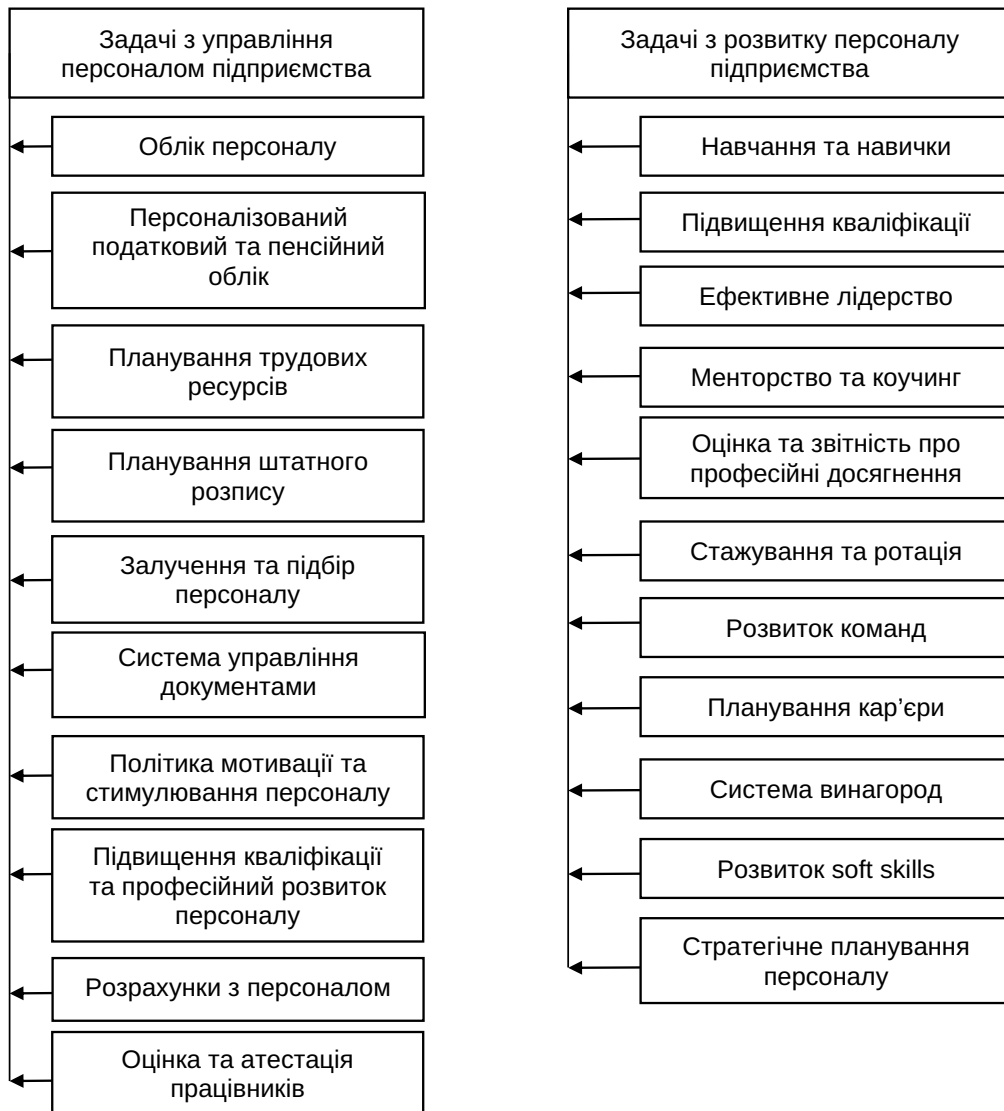 Задачі з управління
персоналом підприємства
Облік персоналу
Персоналізований
податковий та пенсійний
облік
Планування трудових
ресурсів
Планування штатного
розпису
Залучення та підбір
персоналу
Система управління
документами
Політика мотивації та
стимулювання персоналу
Підвищення кваліфікації
та професійний розвиток
персоналу
Розрахунки з персоналом
Оцінка та атестація
працівників
Задачі з розвитку персоналу
підприємства
Навчання та навички
Підвищення кваліфікації
Ефективне лідерство
Менторство та коучинг
Оцінка та звітність про
професійні досягнення
Стажування та ротація
Розвиток команд
Планування кар’єри
Система винагород
Розвиток soft skills
Стратегічне планування
персоналу